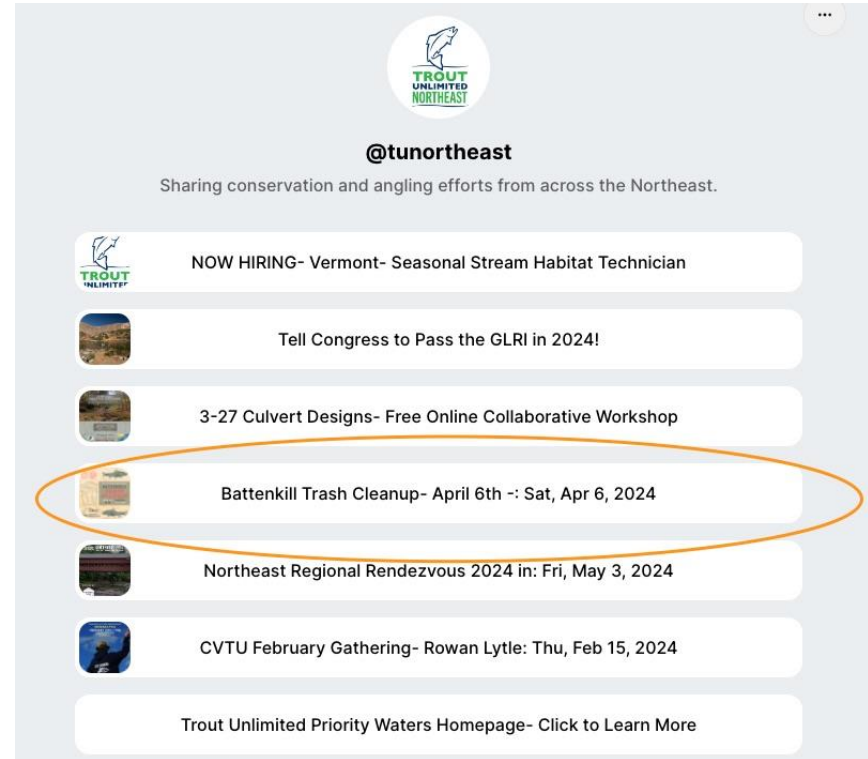 ...
TROUT
UNLIMITED
NORTHEAST
@tunortheast
Sharing conservation and angling efforts from across the Northeast.
TROUT
NOW HIRING- Vermont- Seasonal Stream Habitat Technician
Tell Congress to Pass the GLRI in 2024!
3-27 Culvert Designs- Free Online Collaborative Workshop
Battenkill Trash Cleanup- April 6th -: Sat, Apr 6, 2024
Northeast Regional Rendezvous 2024 in: Fri, May 3, 2024
CVTU February Gathering- Rowan Lytle: Thu, Feb 15, 2024
Trout Unlimited Priority Waters Homepage- Click to Learn More